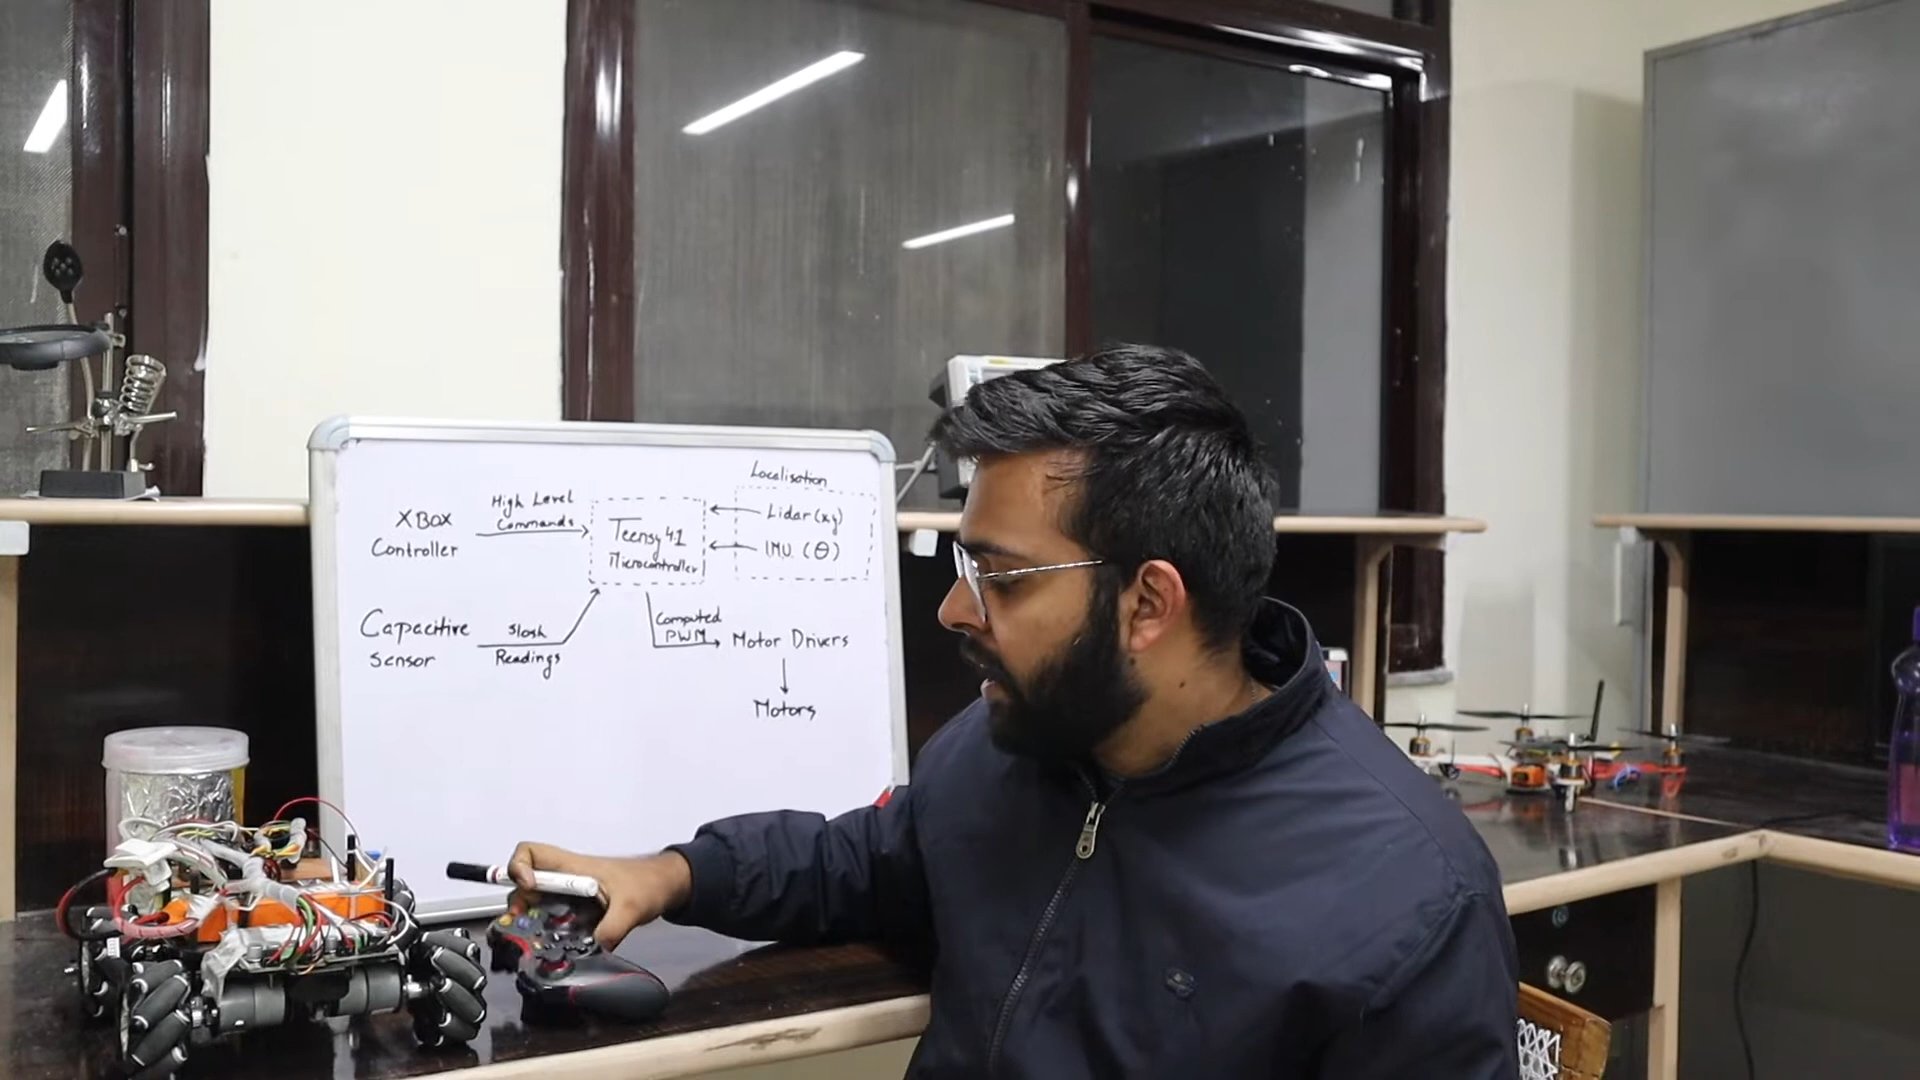 Localisation
XBox
Controller
High Level
Commands
Teensy 4.1
Microcontroller
Lidar (xy)
IMU (θ)
Capacitive
Sensor
Slosh
Readings
Computed
PWM
Motor Drivers
Motors